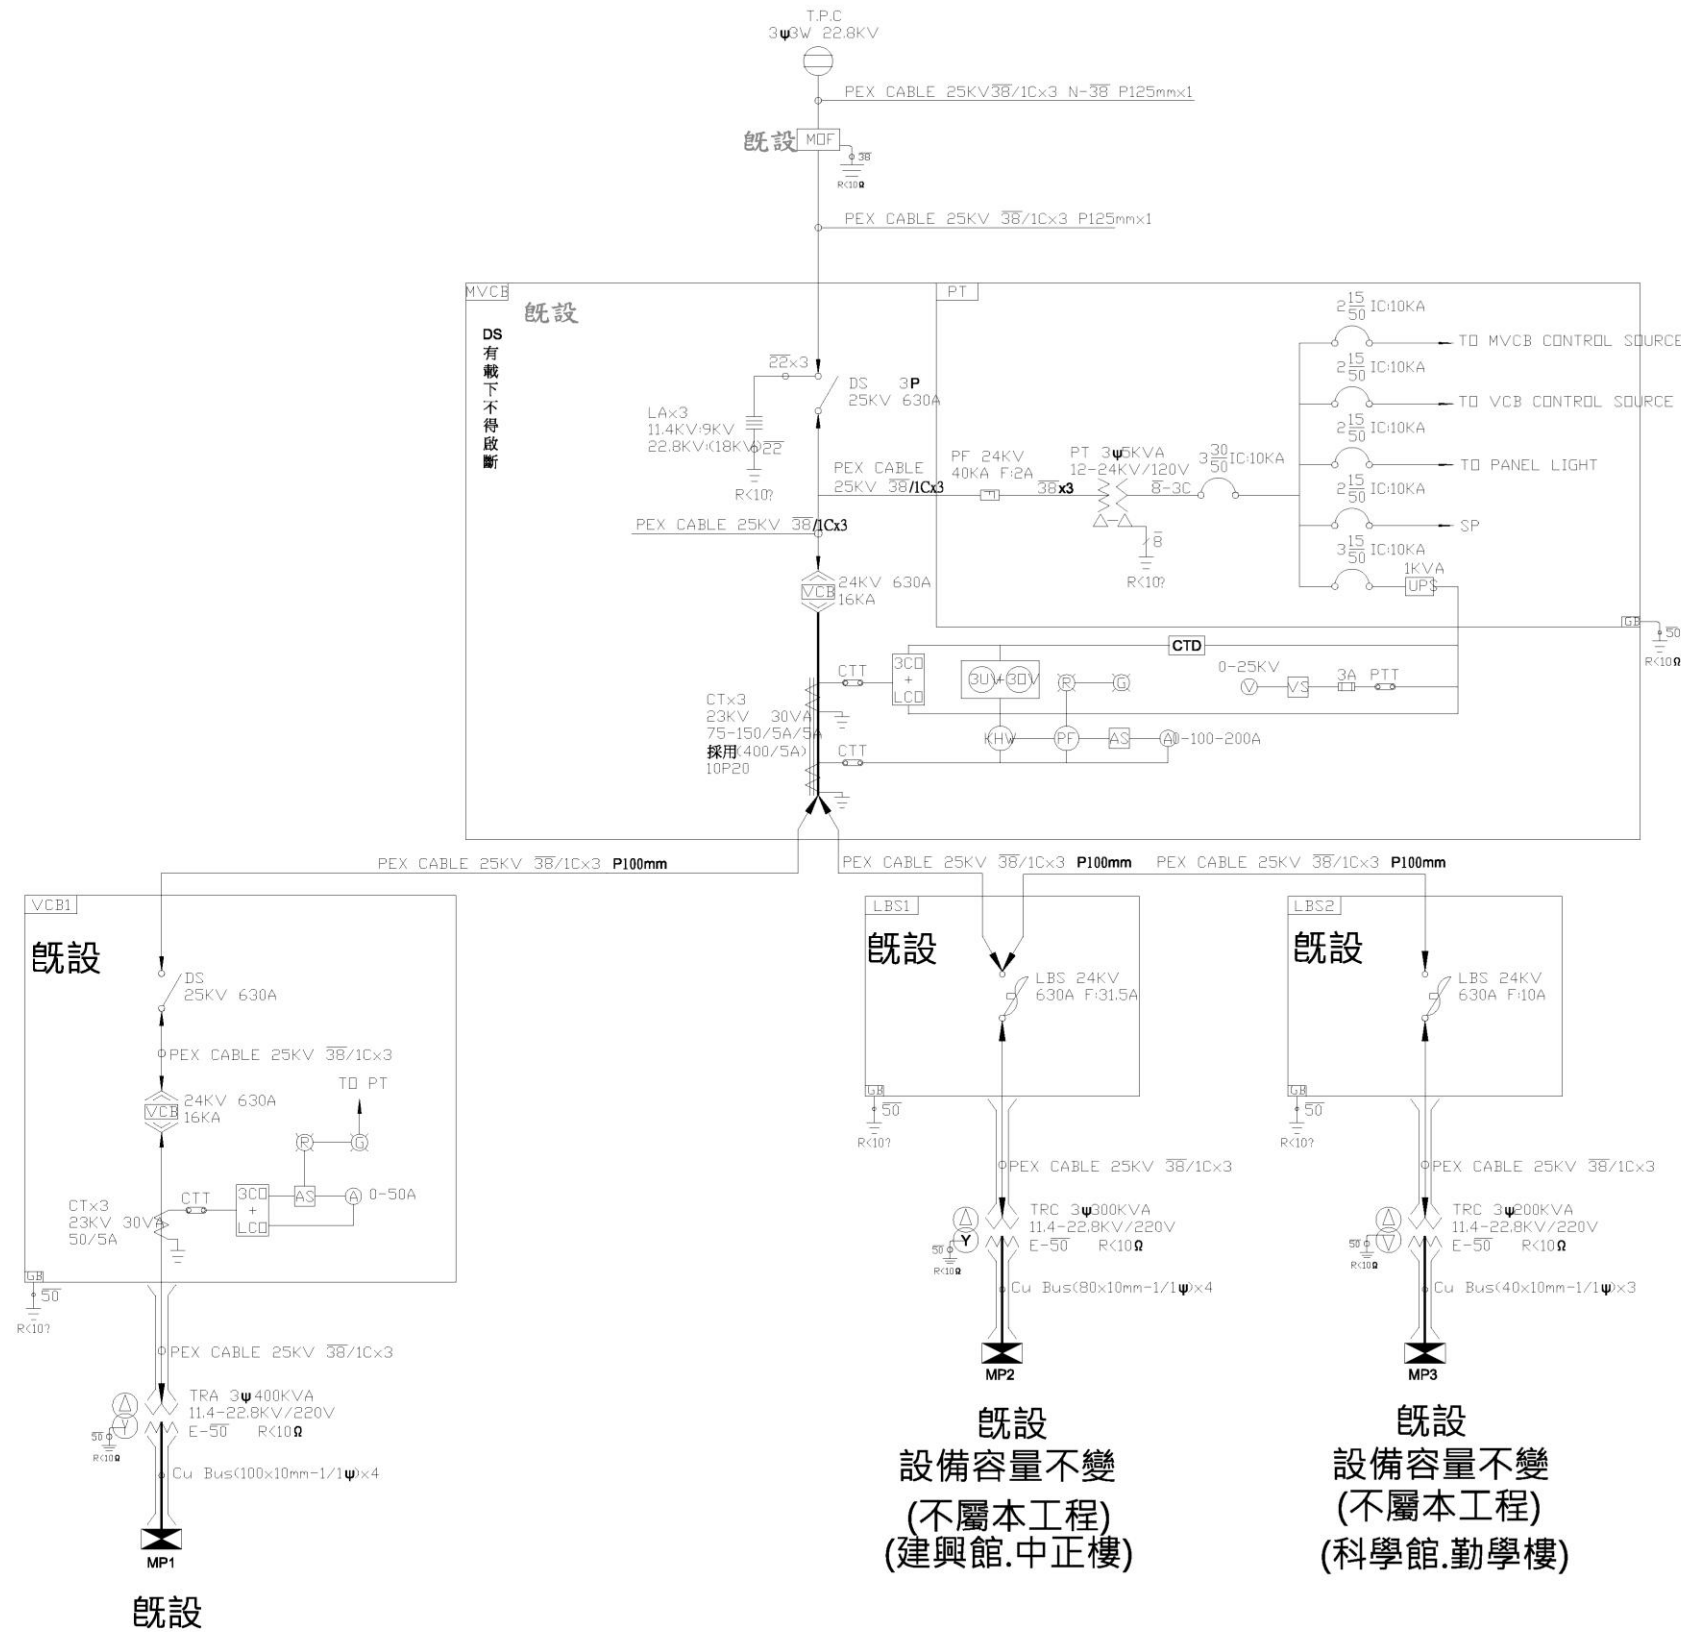 T.P.C
3ψ3W 22.8KV
PEX CABLE 25KV 38/1Cx3 N-38 P125mmx1
既設 MOF
38
R<10Ω
PEX CABLE 25KV 38/1Cx3 P125mmx1
MVCB
既設
DS
有
載
下
不
得
啟
斷
22x3
DS 3P
25KV 630A
LAx3
11.4KV:9KV
22.8KV:(18KV)
22
R<10?
PEX CABLE
25KV 38/1Cx3
PEX CABLE 25KV 38/1Cx3
24KV 630A
VCB
16KA
PT
PF 24KV
40KA F:2A
38x3
PT 3ψ5KVA
12-24KV/120V
8-3C
3 30/50 IC:10KA
8
R<10?
2 15/50 IC:10KA
TO MVCB CONTROL SOURCE
2 15/50 IC:10KA
TO VCB CONTROL SOURCE
2 15/50 IC:10KA
TO PANEL LIGHT
2 15/50 IC:10KA
SP
3 15/50 IC:10KA
1KVA
UPS
GB
50
R<10Ω
CTD
CTT
3CO
+
LCO
3UV+3OV
R
G
0-25KV
V
VS
3A
PTT
CTx3
23KV 30VA
75-150/5A/5A
採用(400/5A)
10P20
CTT
KHW
PF
AS
A
0-100-200A
PEX CABLE 25KV 38/1Cx3 P100mm
PEX CABLE 25KV 38/1Cx3 P100mm
PEX CABLE 25KV 38/1Cx3 P100mm
VCB1
既設
DS
25KV 630A
PEX CABLE 25KV 38/1Cx3
TO PT
24KV 630A
VCB
16KA
R
G
CTx3
23KV 30VA
50/5A
CTT
3CO
+
LCO
AS
A
0-50A
GB
50
R<10?
PEX CABLE 25KV 38/1Cx3
TRA 3ψ400KVA
11.4-22.8KV/220V
E-50 R<10Ω
Y
50
R<10Ω
Cu Bus(100x10mm-1/1ψ)x4
MP1
既設
LBS1
既設
LBS 24KV
630A F:31.5A
GB
50
R<10?
PEX CABLE 25KV 38/1Cx3
TRC 3ψ300KVA
11.4-22.8KV/220V
E-50 R<10Ω
Y
50
R<10Ω
Cu Bus(80x10mm-1/1ψ)x4
MP2
既設
設備容量不變
(不屬本工程)
(建興館.中正樓)
LBS2
既設
LBS 24KV
630A F:10A
GB
50
R<10?
PEX CABLE 25KV 38/1Cx3
TRC 3ψ200KVA
11.4-22.8KV/220V
E-50 R<10Ω
50
R<10Ω
Cu Bus(40x10mm-1/1ψ)x3
MP3
既設
設備容量不變
(不屬本工程)
(科學館.勤學樓)